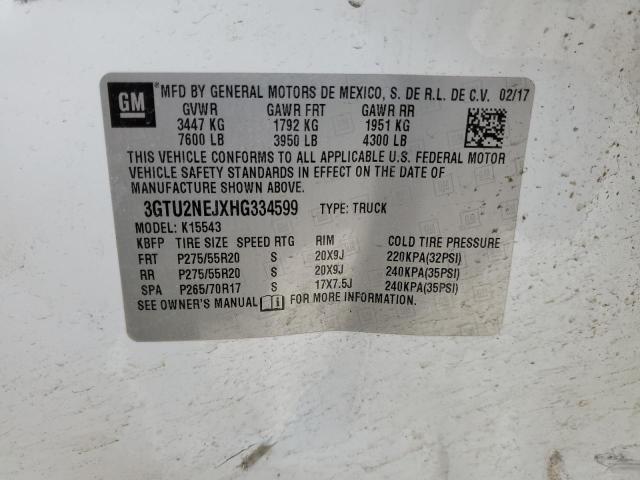 GM MFD BY GENERAL MOTORS DE MEXICO, S. DE R.L. DE C.V. 02/17
GVWR GAWR FRT GAWR RR
3447 KG 1792 KG 1951 KG
7600 LB 3950 LB 4300 LB
THIS VEHICLE CONFORMS TO ALL APPLICABLE U.S. FEDERAL MOTOR
VEHICLE SAFETY STANDARDS IN EFFECT ON THE DATE OF
MANUFACTURE SHOWN ABOVE.
3GTU2NEJXHG334599 TYPE: TRUCK
MODEL: K15543
KBFP TIRE SIZE SPEED RTG RIM COLD TIRE PRESSURE
FRT P275/55R20 S 20X9J 220KPA(32PSI)
RR P275/55R20 S 20X9J 240KPA(35PSI)
SPA P265/70R17 S 17X7.5J 240KPA(35PSI)
SEE OWNER'S MANUAL FOR MORE INFORMATION.